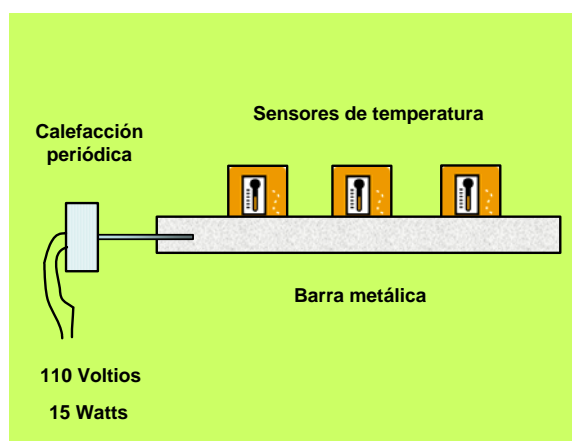 Sensores de temperatura
Calefacción
periódica
Barra metálica
110 Voltios
15 Watts